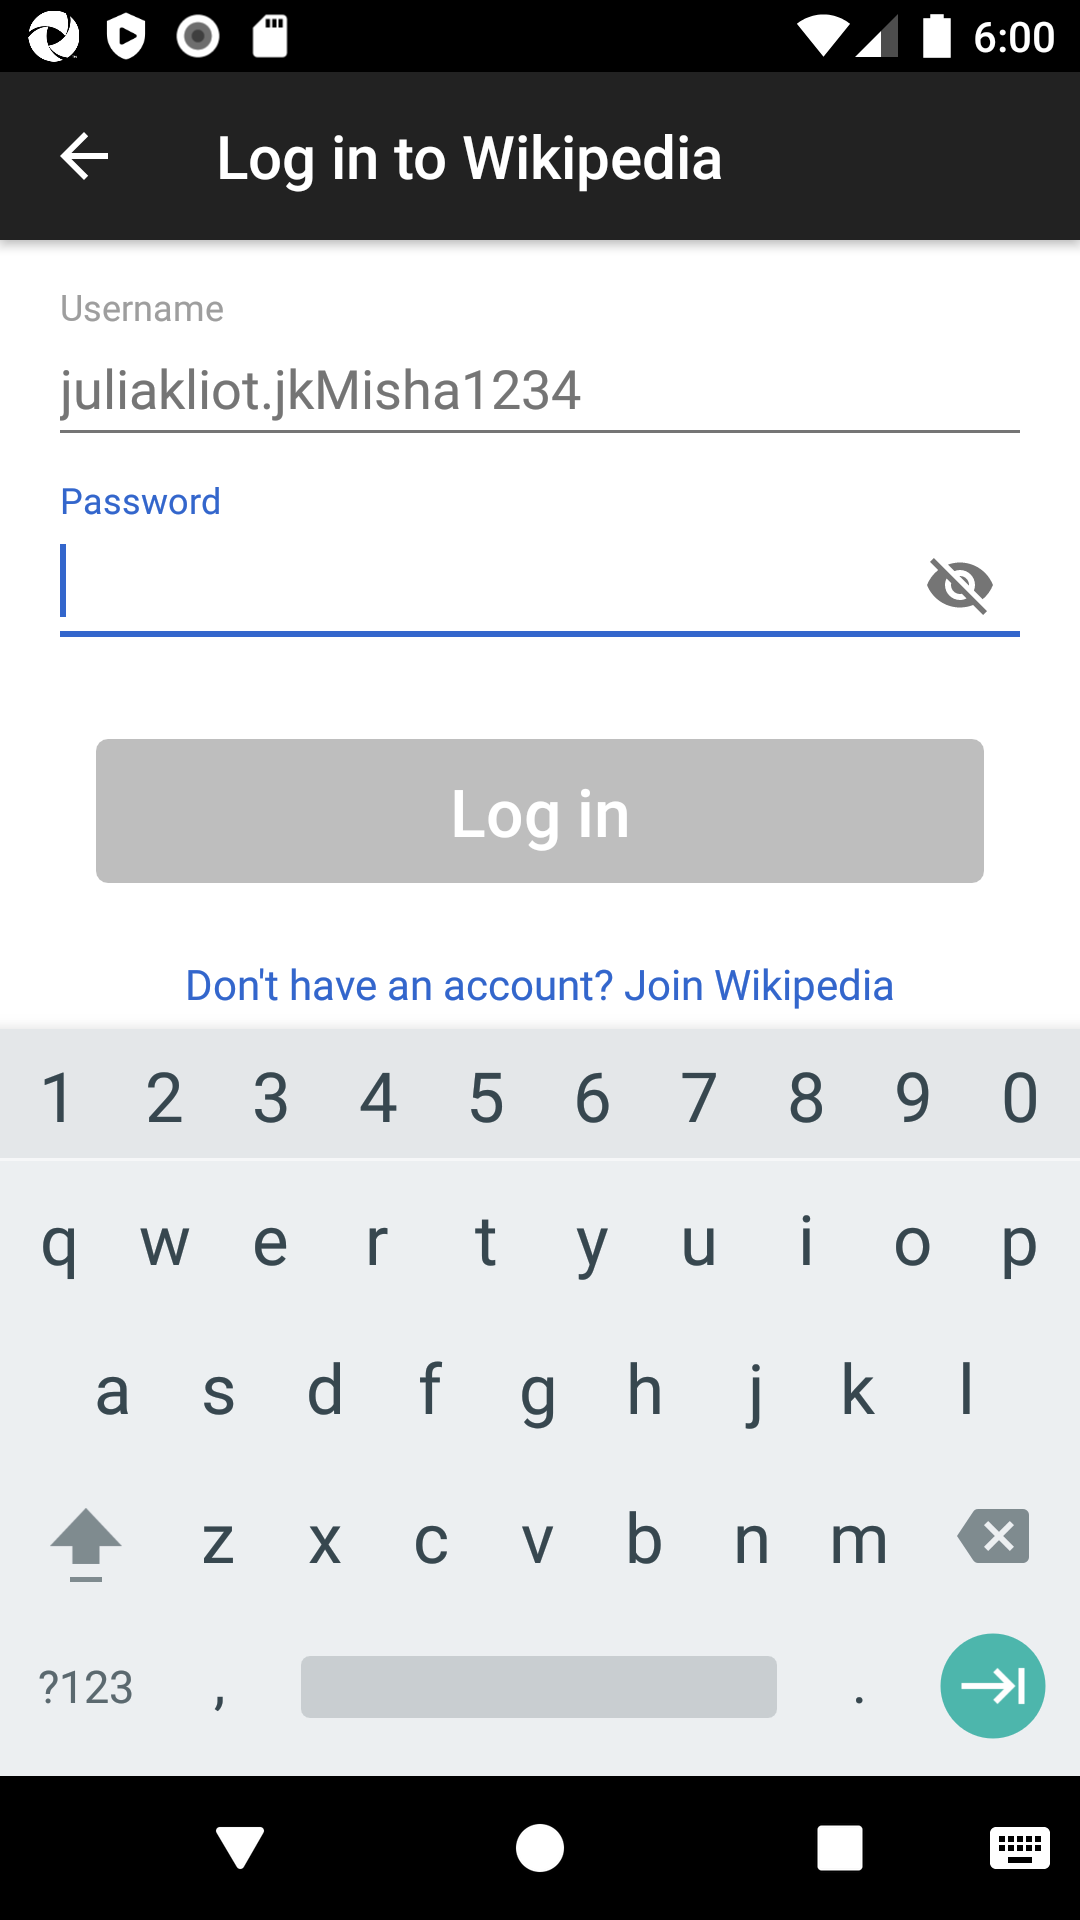 6:00
Log in to Wikipedia
Username
juliakliot.jkMisha1234
Password
Log in
Don't have an account? Join Wikipedia
1 2 3 4 5 6 7 8 9 0
q w e r t y u i o p
a s d f g h j k l
z x c v b n m
?123 , .